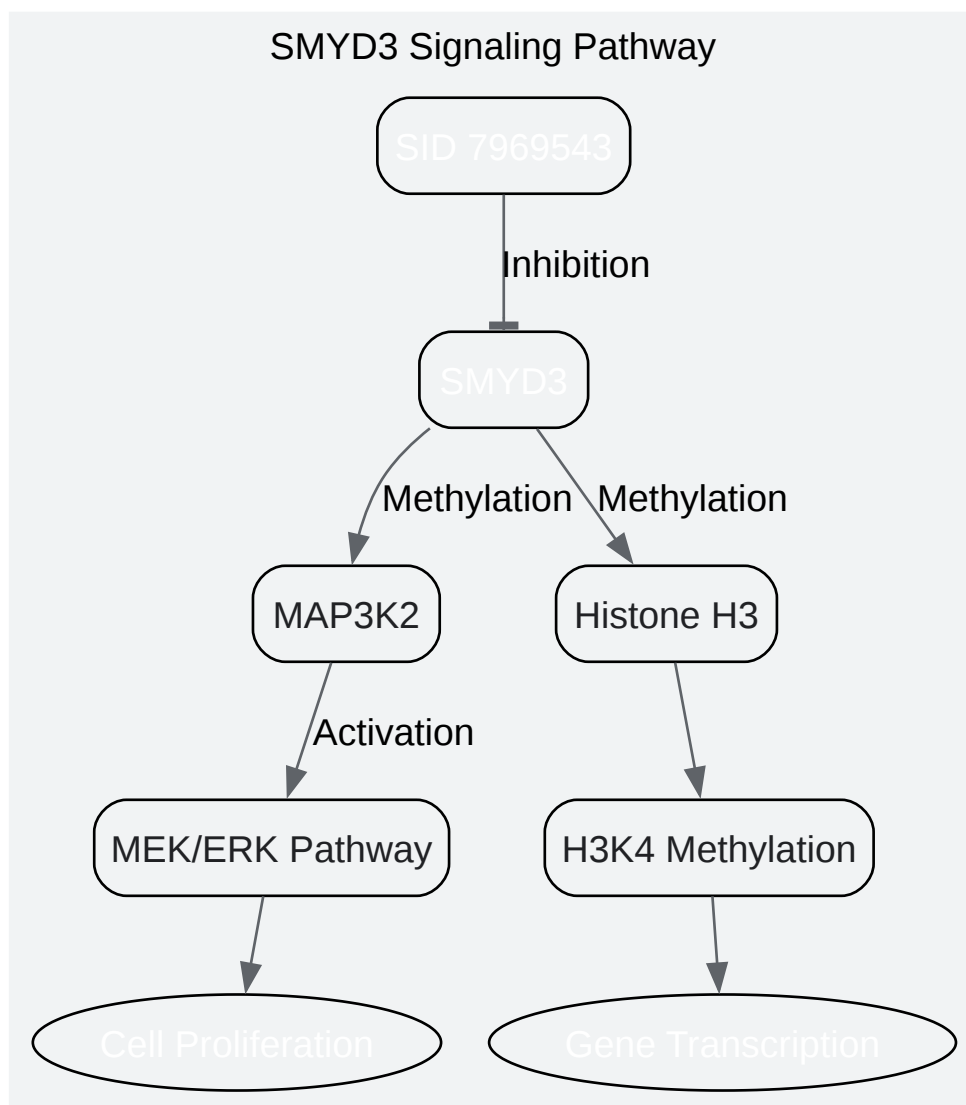 SMYD3 Signaling Pathway
SID 7969543
Inhibition
SMYD3
Methylation
Methylation
MAP3K2
Histone H3
Activation
MEK/ERK Pathway
H3K4 Methylation
Cell Proliferation
Gene Transcription